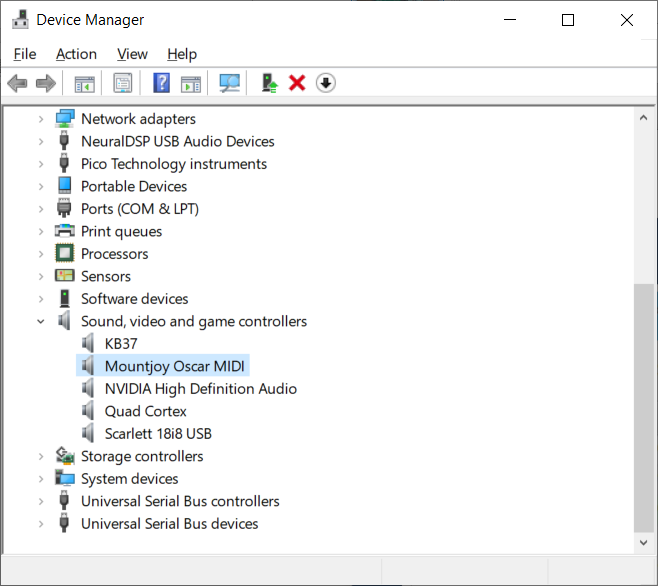 Device Manager
File Action View Help
Network adapters
NeuralDSP USB Audio Devices
Pico Technology instruments
Portable Devices
Ports (COM & LPT)
Print queues
Processors
Sensors
Software devices
Sound, video and game controllers
KB37
Mountjoy Oscar MIDI
NVIDIA High Definition Audio
Quad Cortex
Scarlett 18i8 USB
Storage controllers
System devices
Universal Serial Bus controllers
Universal Serial Bus devices